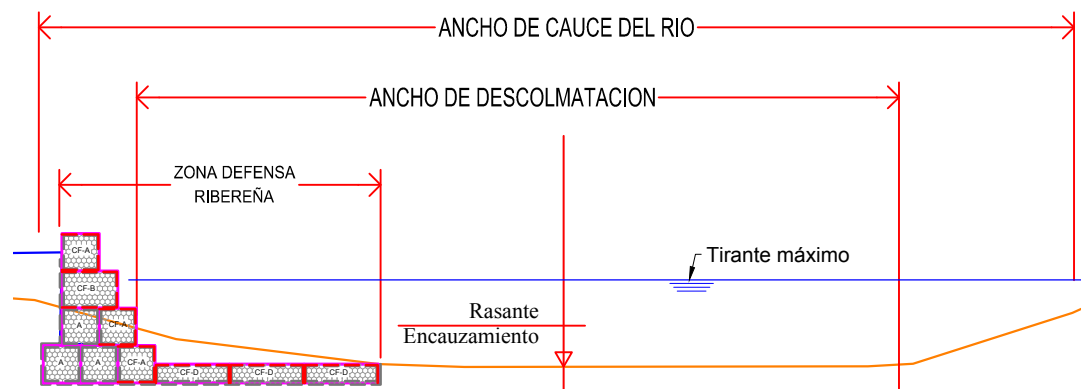 ANCHO DE CAUCE DEL RIO
ANCHO DE DESCOLMATACION
ZONA DEFENSA
RIBEREÑA
CF-A
Tirante máximo
CF-B
Rasante
Encauzamiento
A
CF-A
A
A
CF-A
CF-D
CF-D
CF-D